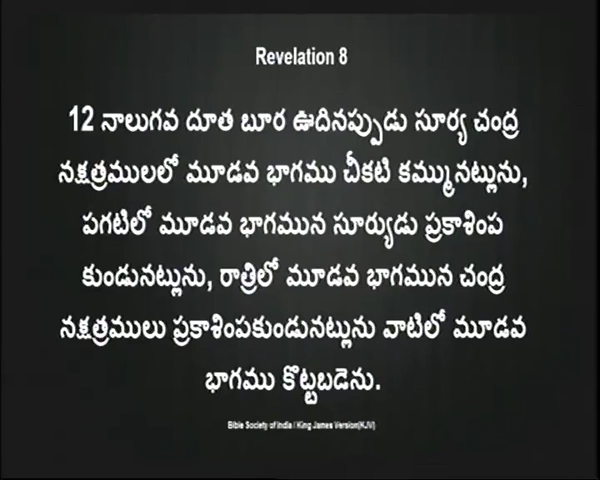 Revelation 8
12 నాలుగవ దూత బూర ఊదినప్పుడు సూర్య చంద్ర
నక్షత్రములలో మూడవ భాగము చీకటి కమ్మునట్లును,
పగటిలో మూడవ భాగమున సూర్యుడు ప్రకాశింప
కుండునట్లును, రాత్రిలో మూడవ భాగమున చంద్ర
నక్షత్రములు ప్రకాశింపకుండునట్లును వాటిలో మూడవ
భాగము కొట్టబడెను.
Bible Society of India / King James Version(KJV)